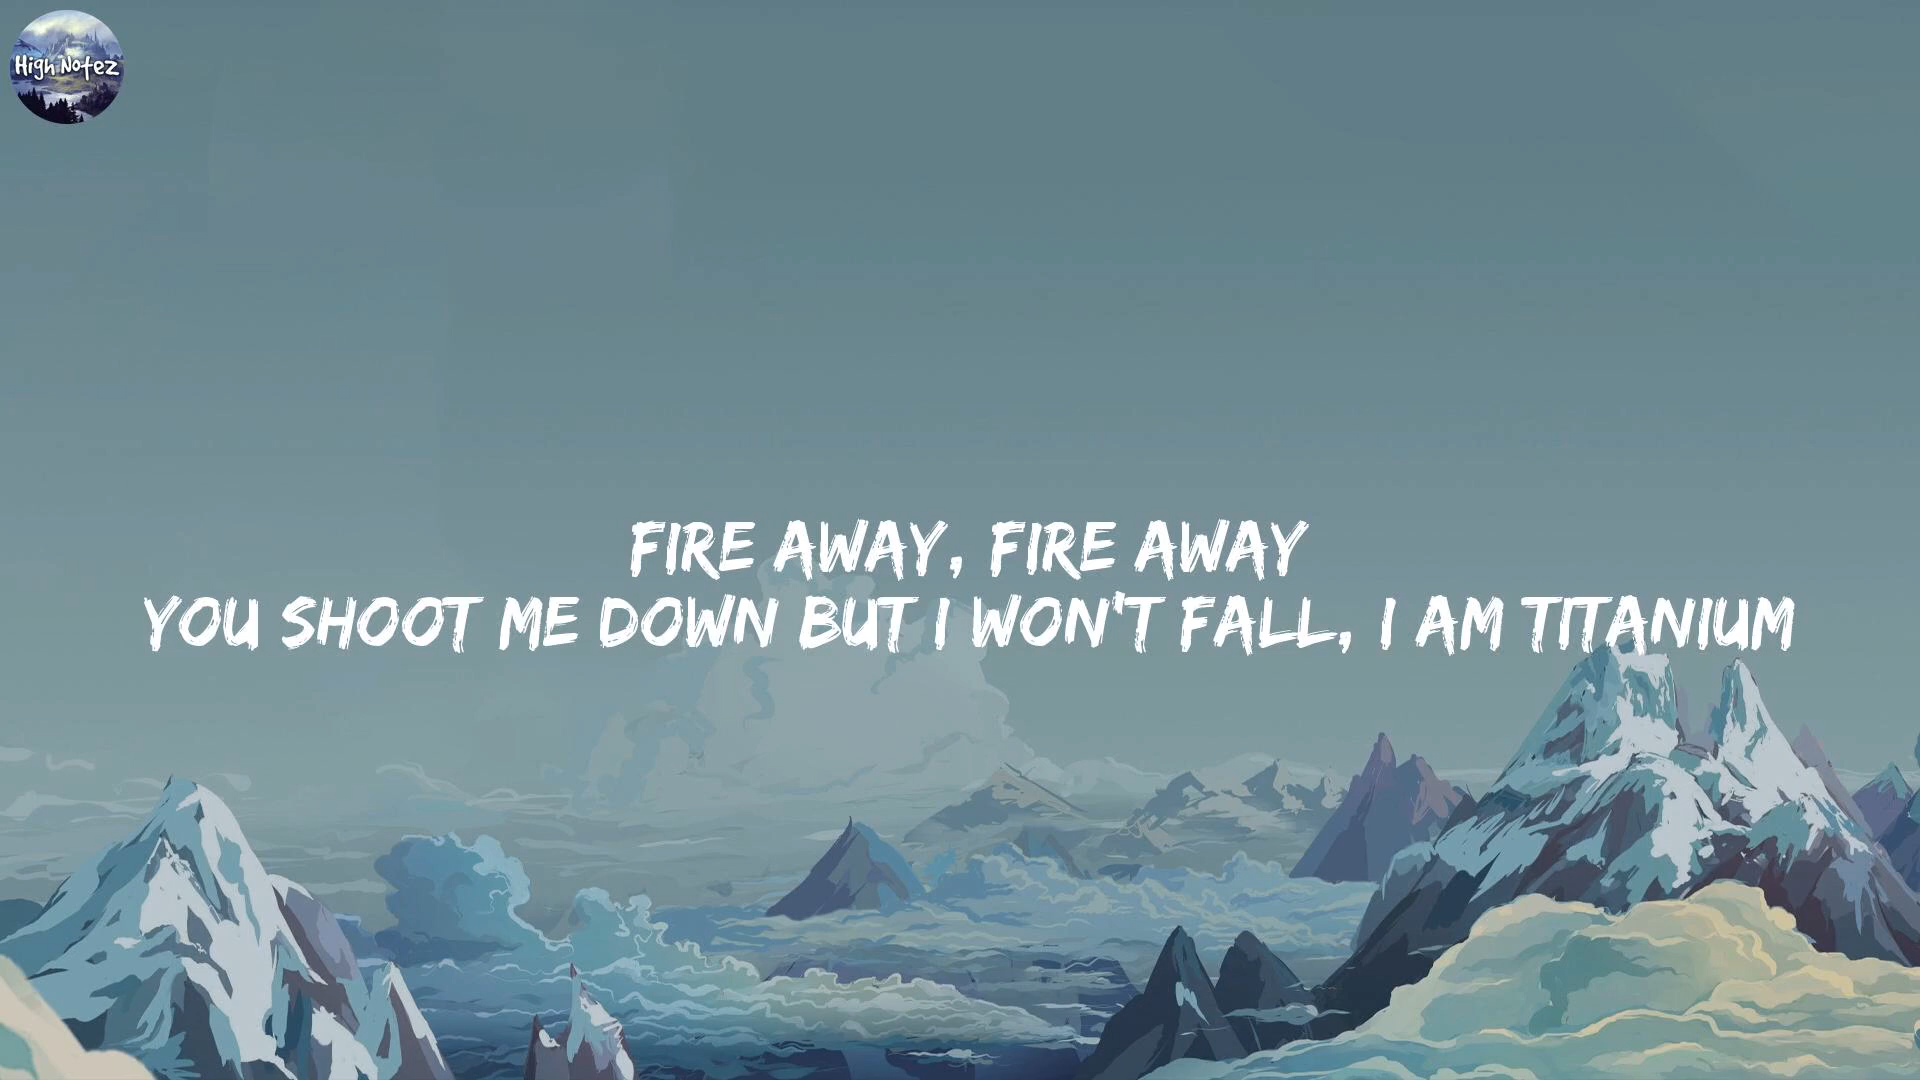 High Notez
FIRE AWAY, FIRE AWAY
YOU SHOOT ME DOWN BUT I WON'T FALL, I AM TITANIUM